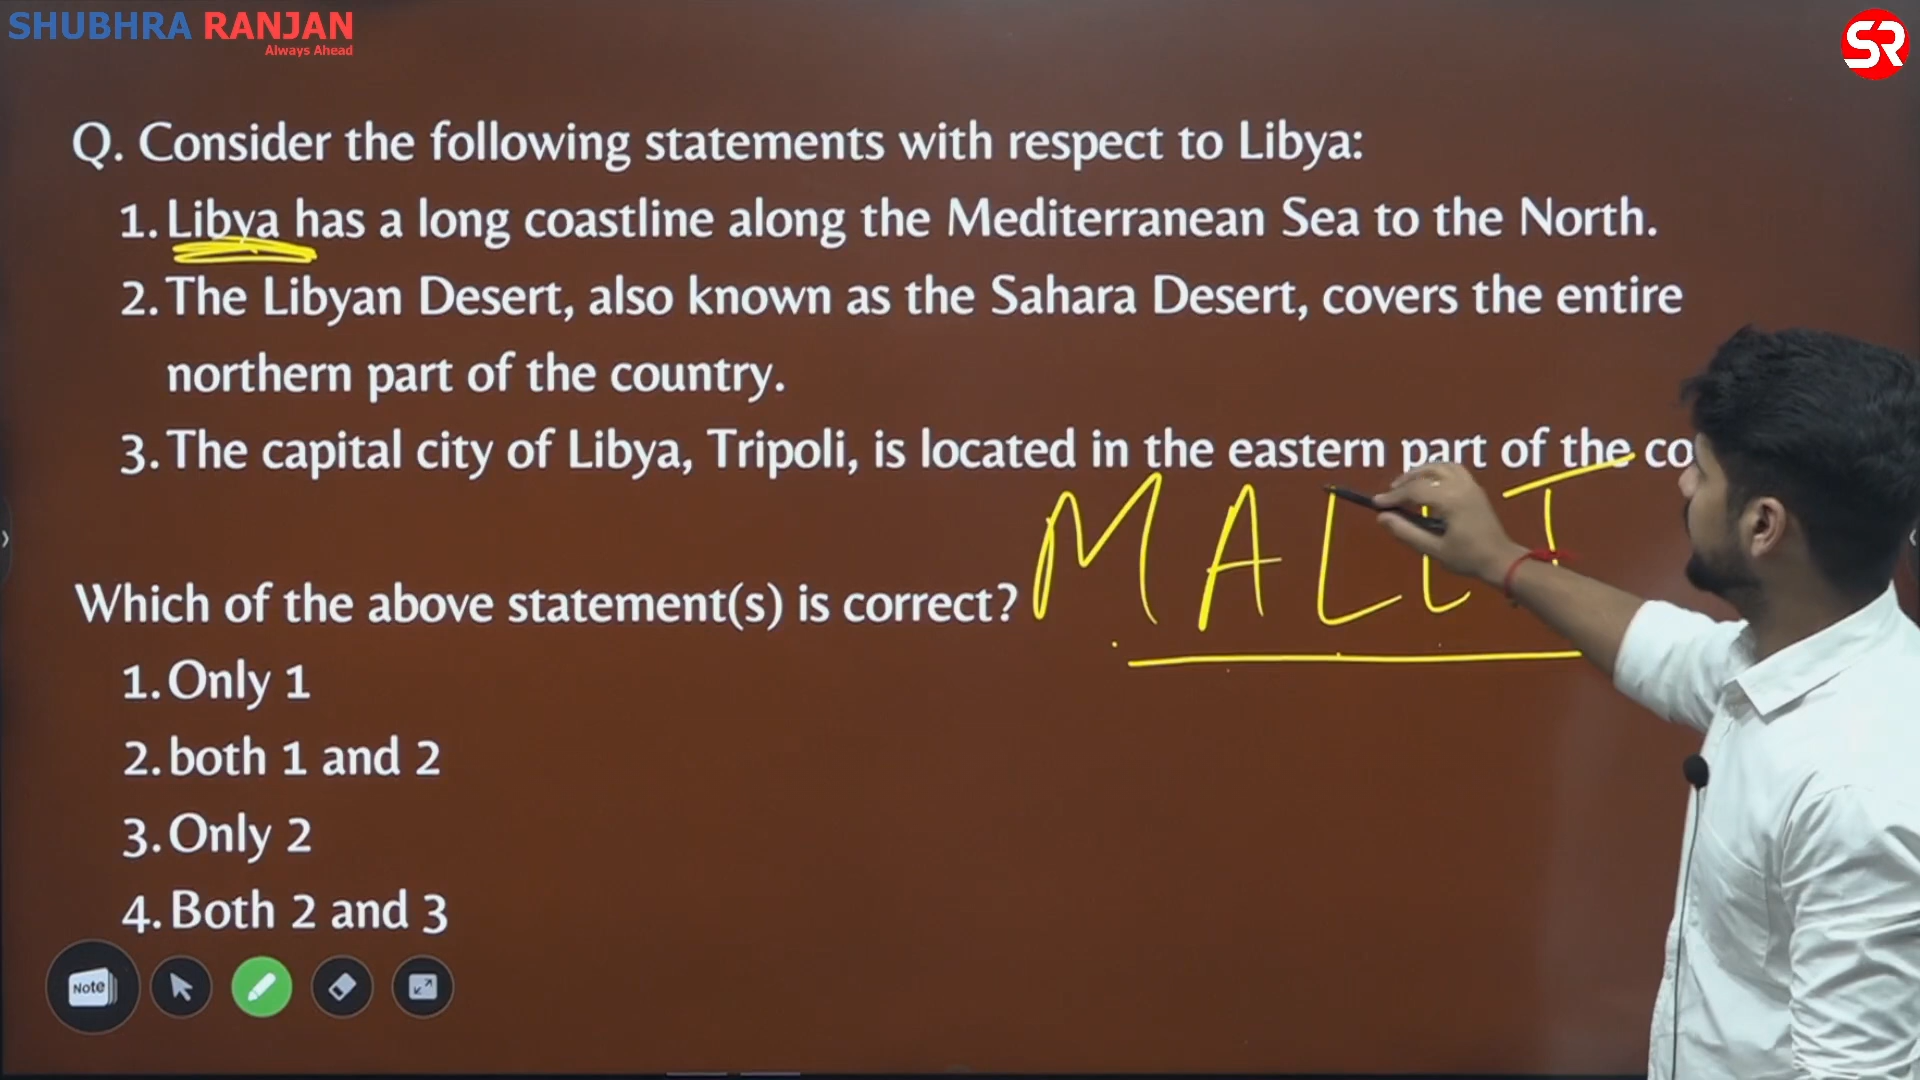 SHUBHRA RANJAN
Always Ahead
SR
Q. Consider the following statements with respect to Libya:
1. Libya has a long coastline along the Mediterranean Sea to the North.
2. The Libyan Desert, also known as the Sahara Desert, covers the entire
northern part of the country.
3. The capital city of Libya, Tripoli, is located in the eastern part of the co
MALI
Which of the above statement(s) is correct?
1. Only 1
2. both 1 and 2
3. Only 2
4. Both 2 and 3
Note